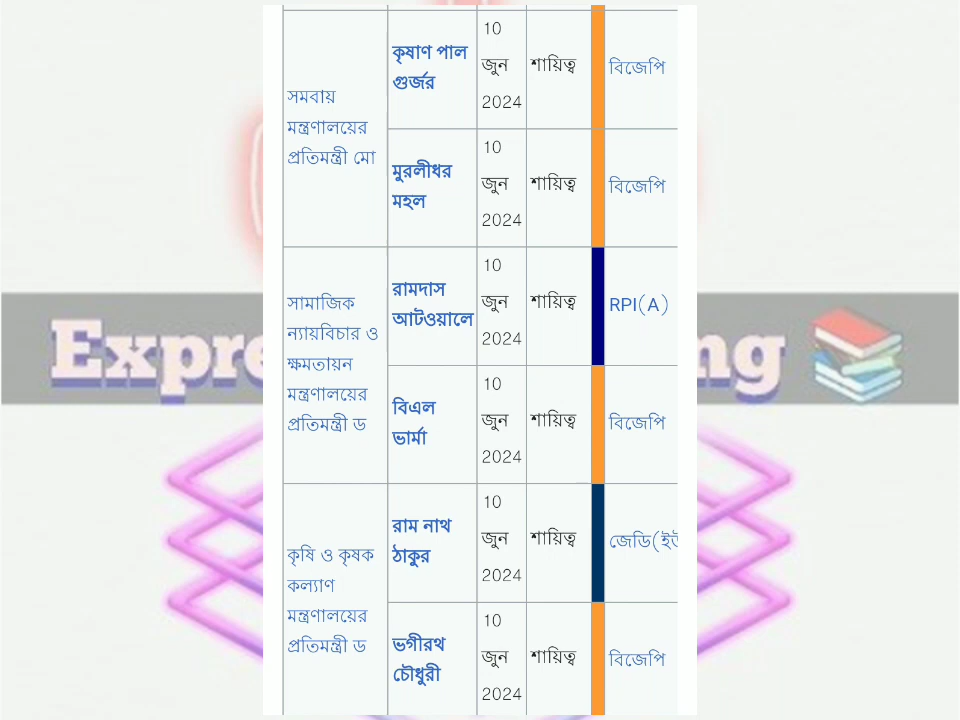 সমবায়
মন্ত্রণালয়ের
প্রতিমন্ত্রী মো
কৃষাণ পাল
গুর্জর
10
জুন
2024
শায়িত্ব
বিজেপি
মুরলীধর
মহল
10
জুন
2024
শায়িত্ব
বিজেপি
সামাজিক
ন্যায়বিচার ও
ক্ষমতায়ন
মন্ত্রণালয়ের
প্রতিমন্ত্রী ড
রামদাস
আটওয়ালে
10
জুন
2024
শায়িত্ব
RPI(A)
বিএল
ভার্মা
10
জুন
2024
শায়িত্ব
বিজেপি
কৃষি ও কৃষক
কল্যাণ
মন্ত্রণালয়ের
প্রতিমন্ত্রী ড
রাম নাথ
ঠাকুর
10
জুন
2024
শায়িত্ব
জেডি(ইউ
ভগীরথ
চৌধুরী
10
জুন
2024
শায়িত্ব
বিজেপি
Expre
ng